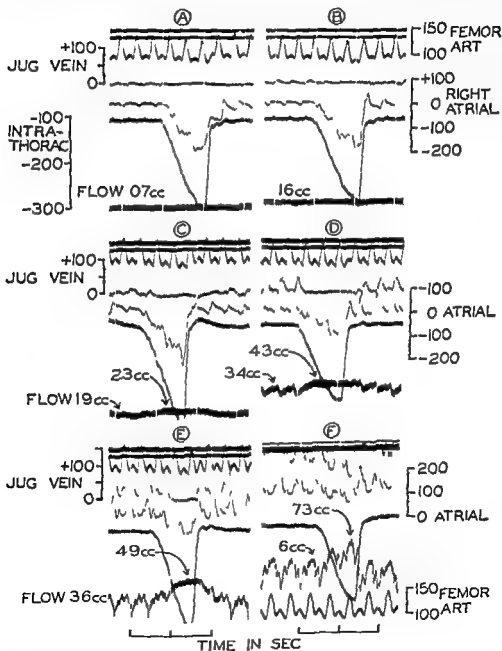 A B
150 FEMOR
100 ART
+100
JUG VEIN
0
+100
0 RIGHT
ATRIAL
-100
-200
-100
INTRA-
THORAC
-200
-300
FLOW 07cc 16cc
C D
+100
JUG VEIN
0
-100
0 ATRIAL
-100
-200
23cc
43cc
34cc
FLOW 19cc
E F
+100
JUG VEIN
0
200
100
0 ATRIAL
73cc
6cc
49cc
FLOW 36cc
150 FEMOR
100 ART
TIME IN SEC